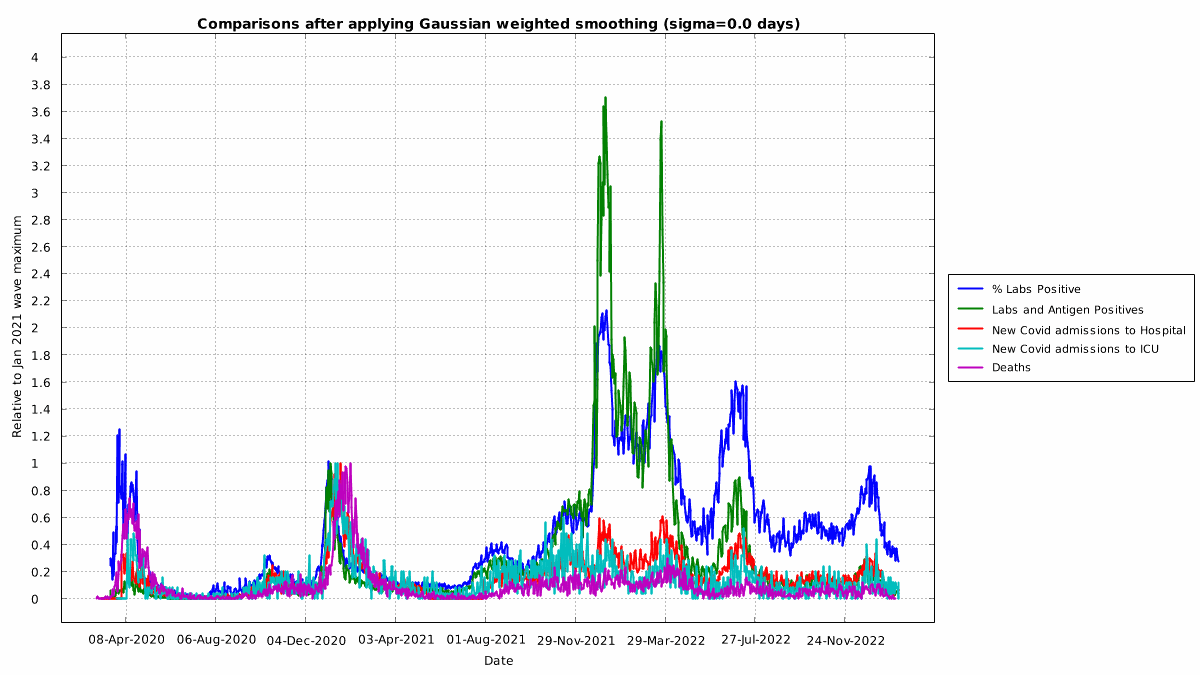 Comparisons after applying Gaussian weighted smoothing (sigma=0.0 days)
4
3.8
3.6
3.4
3.2
3
2.8
2.6
2.4
2.2
2
1.8
1.6
1.4
1.2
1
0.8
0.6
0.4
0.2
0
Relative to Jan 2021 wave maximum
08-Apr-2020 06-Aug-2020 04-Dec-2020 03-Apr-2021 01-Aug-2021 29-Nov-2021 29-Mar-2022 27-Jul-2022 24-Nov-2022
Date
% Labs Positive
Labs and Antigen Positives
New Covid admissions to Hospital
New Covid admissions to ICU
Deaths